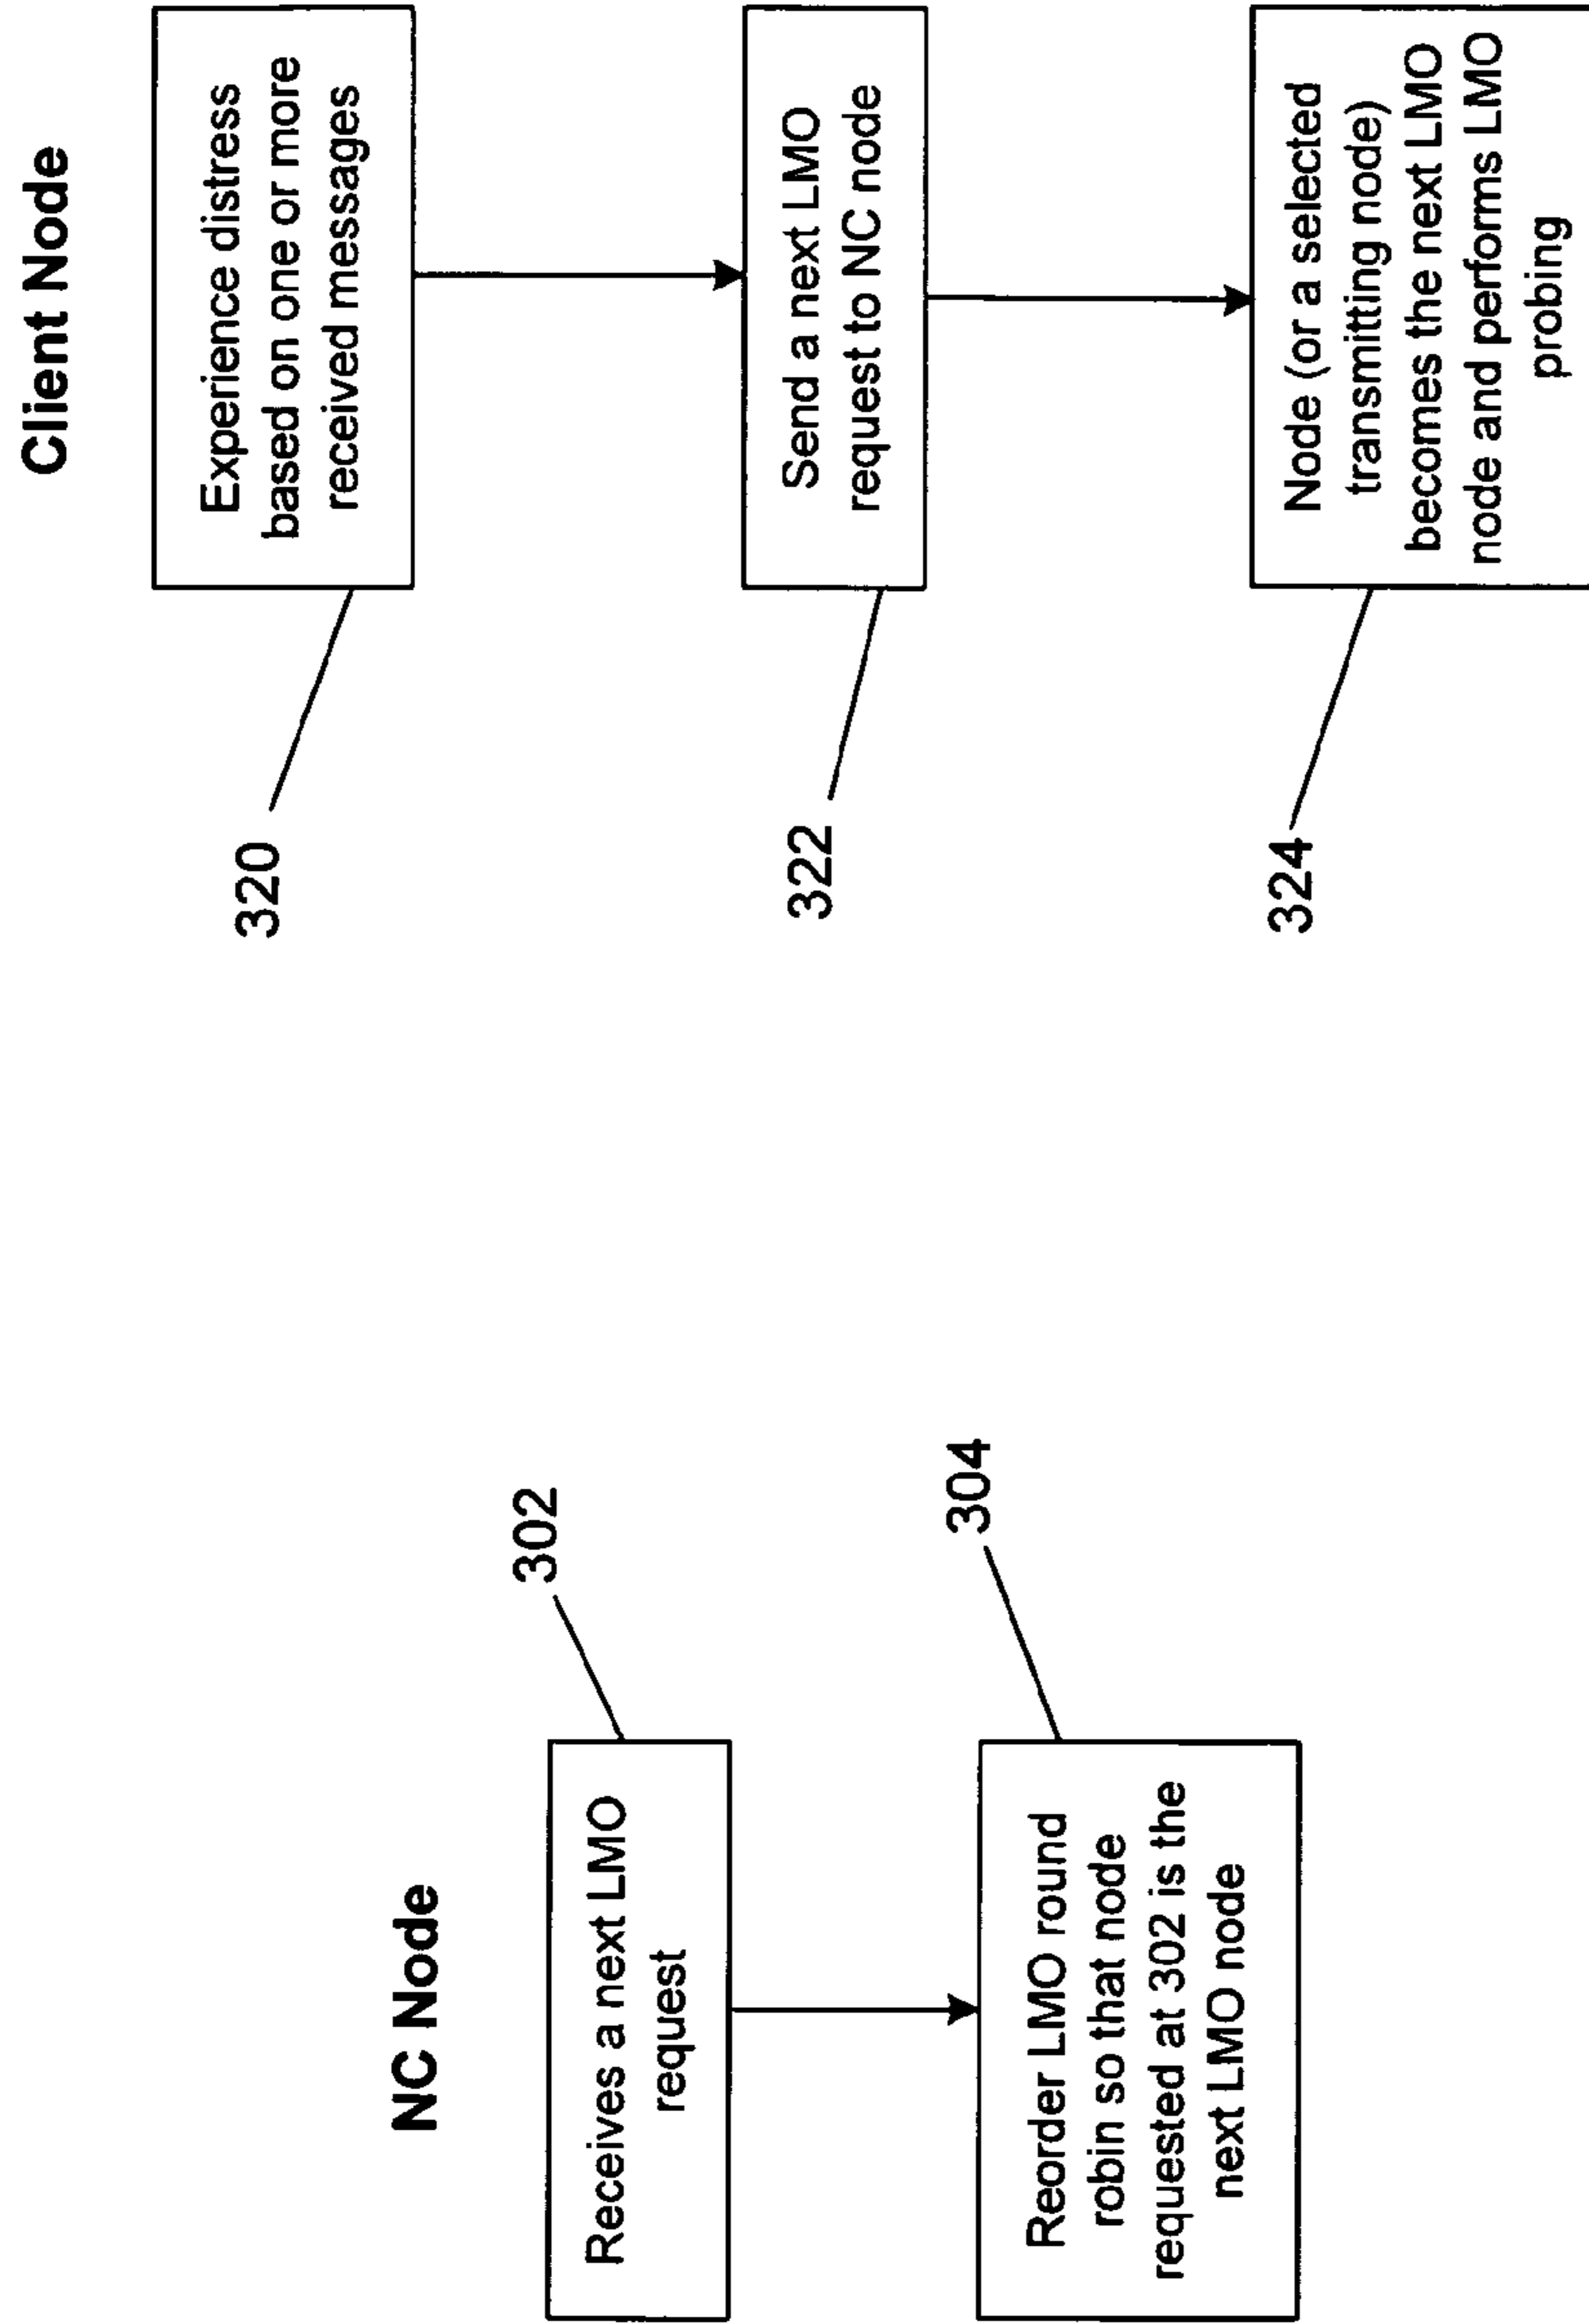 NC Node
Receives a next LMO
request
302
Reorder LMO round
robin so that node
requested at 302 is the
next LMO node
304
Client Node
Experience distress
based on one or more
received messages
320
Send a next LMO
request to NC node
322
Node (or a selected
transmitting node)
becomes the next LMO
node and performs LMO
probing
324